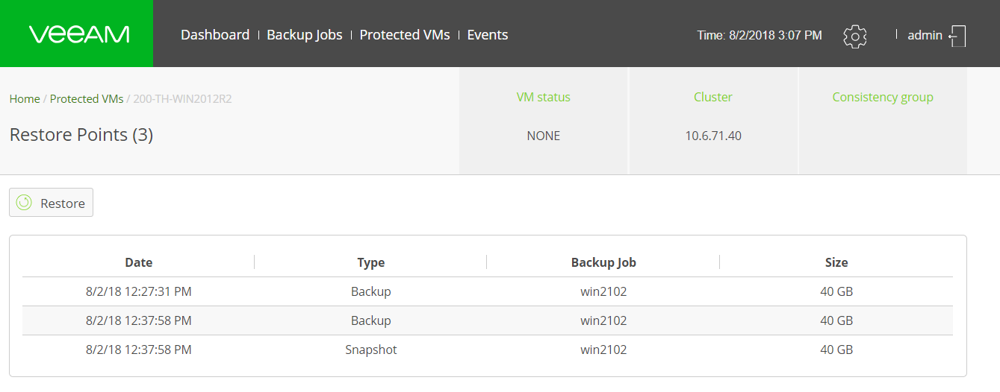 VEEAM
Dashboard | Backup Jobs | Protected VMs | Events
Time: 8/2/2018 3:07 PM
admin
Home / Protected VMs / 200-TH-WIN2012R2
Restore Points (3)
VM status
NONE
Cluster
10.6.71.40
Consistency group
Restore
Date Type Backup Job Size
8/2/18 12:27:31 PM Backup win2102 40 GB
8/2/18 12:37:58 PM Backup win2102 40 GB
8/2/18 12:37:58 PM Snapshot win2102 40 GB